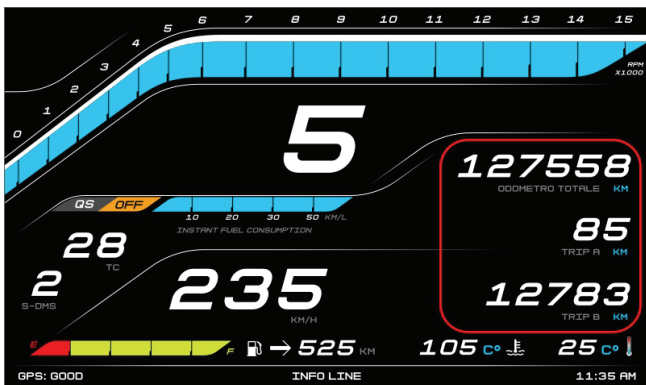 0 1 2 3 4 5 6 7 8 9 10 11 12 13 14 15
RPM
X1000
5
127558
ODOMETRO TOTALE KM
QS OFF
10 20 30 50 KM/L
INSTANT FUEL CONSUMPTION
85
TRIP A KM
28
TC
2
S-DMS
235
KM/H
12783
TRIP B KM
E F → 525 KM 105 C° 25 C°
GPS: GOOD INFO LINE 11:35 AM